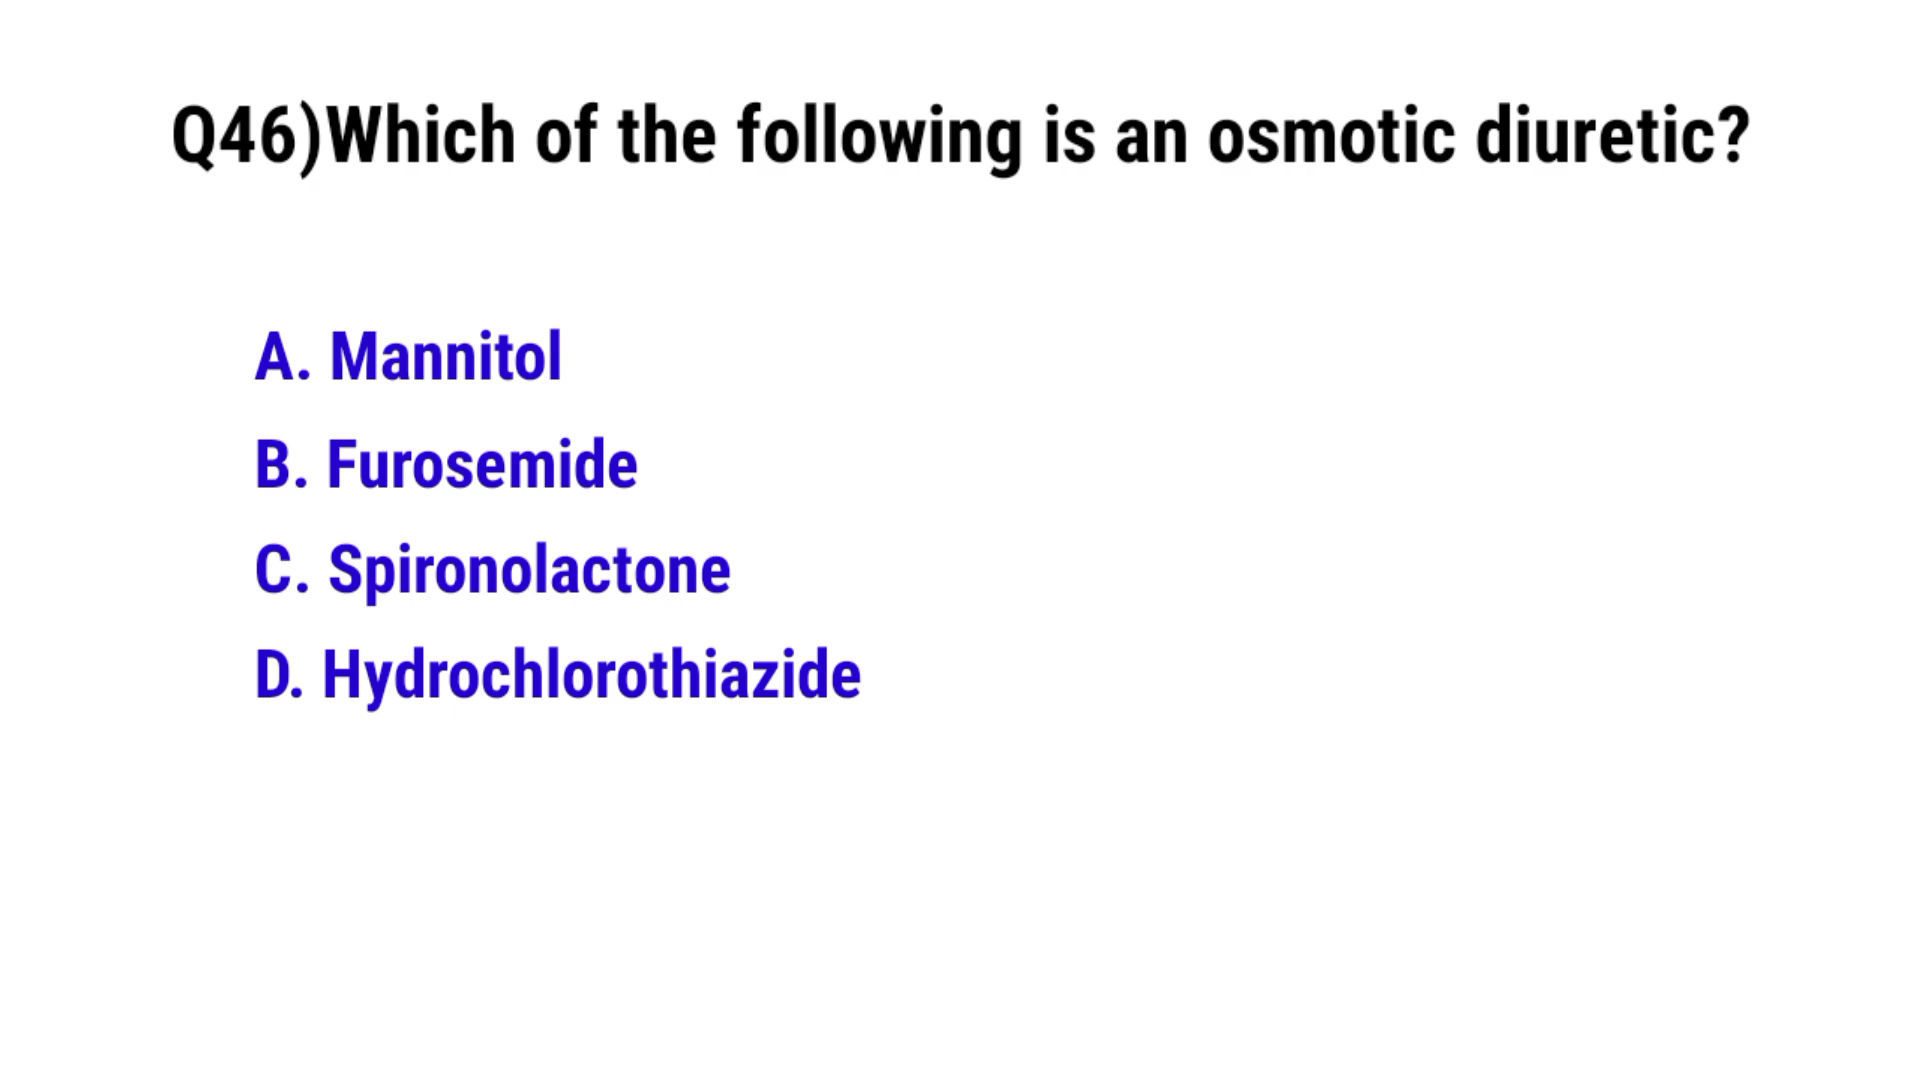 Q46)Which of the following is an osmotic diuretic?
A. Mannitol
B. Furosemide
C. Spironolactone
D. Hydrochlorothiazide